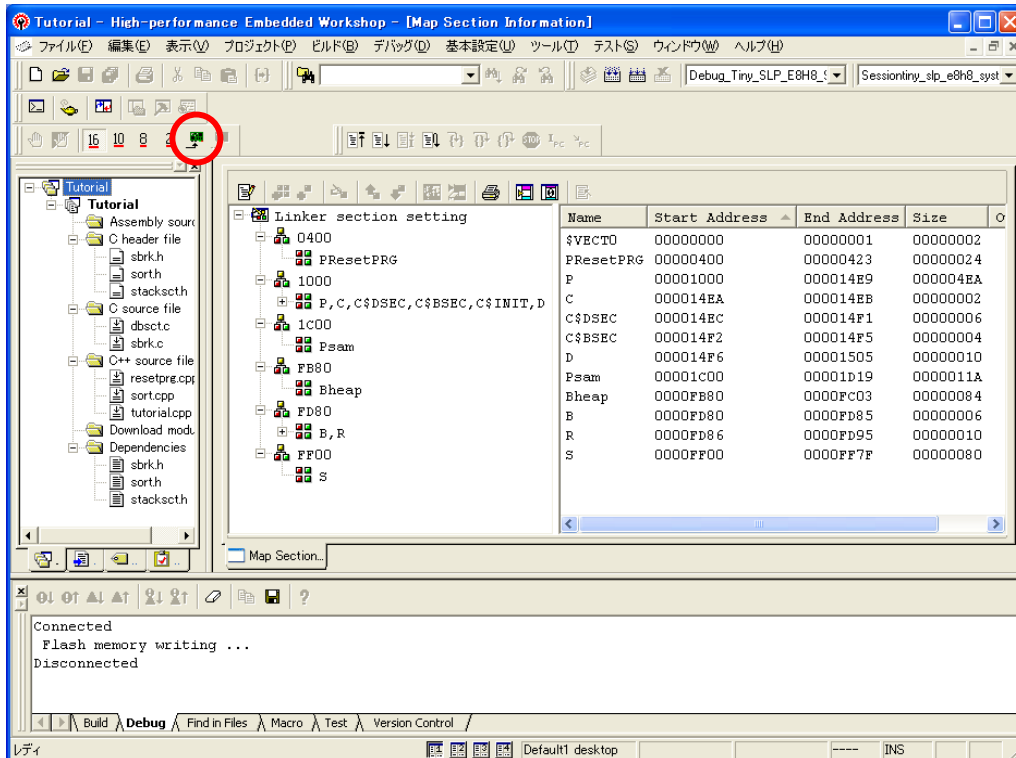 Tutorial - High-performance Embedded Workshop - [Map Section Information]
ファイル(F) 編集(E) 表示(V) プロジェクト(P) ビルド(B) デバッグ(D) 基本設定(U) ツール(T) テスト(S) ウィンドウ(W) ヘルプ(H)
Debug_Tiny_SLP_E8H8_ Sessiontiny_slp_e8h8_syst
16 10 8 2
Tutorial
Tutorial
Assembly sour
C header file
sbrk.h
sort.h
stacksct.h
C source file
dbsct.c
sbrk.c
C++ source file
resetprg.cpp
sort.cpp
tutorial.cpp
Download modu
Dependencies
sbrk.h
sort.h
stacksct.h
Linker section setting
0400
PResetPRG
1000
P,C,C$DSEC,C$BSEC,C$INIT,D
1C00
Psam
FB80
Bheap
FD80
B,R
FF00
S
Name Start Address End Address Size
$VECT0 00000000 00000001 00000002
PResetPRG 00000400 00000423 00000024
P 00001000 000014E9 000004EA
C 000014EA 000014EB 00000002
C$DSEC 000014EC 000014F1 00000006
C$BSEC 000014F2 000014F5 00000004
D 000014F6 00001505 00000010
Psam 00001C00 00001D19 0000011A
Bheap 0000FB80 0000FC03 00000084
B 0000FD80 0000FD85 00000006
R 0000FD86 0000FD95 00000010
S 0000FF00 0000FF7F 00000080
Map Section...
Connected
Flash memory writing ...
Disconnected
Build Debug Find in Files Macro Test Version Control
レディ Default1 desktop ---- INS